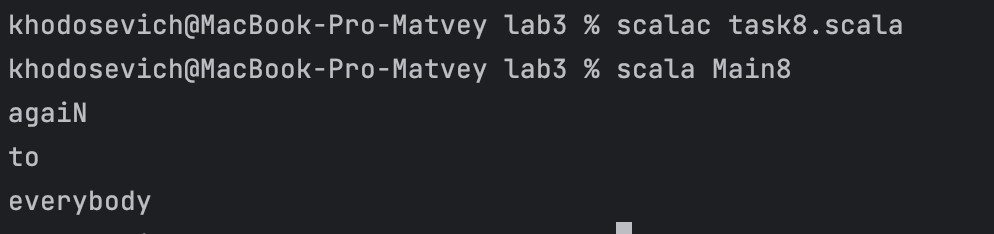 khodosevich@MacBook-Pro-Matvey lab3 % scalac task8.scala
khodosevich@MacBook-Pro-Matvey lab3 % scala Main8
agaiN
to
everybody